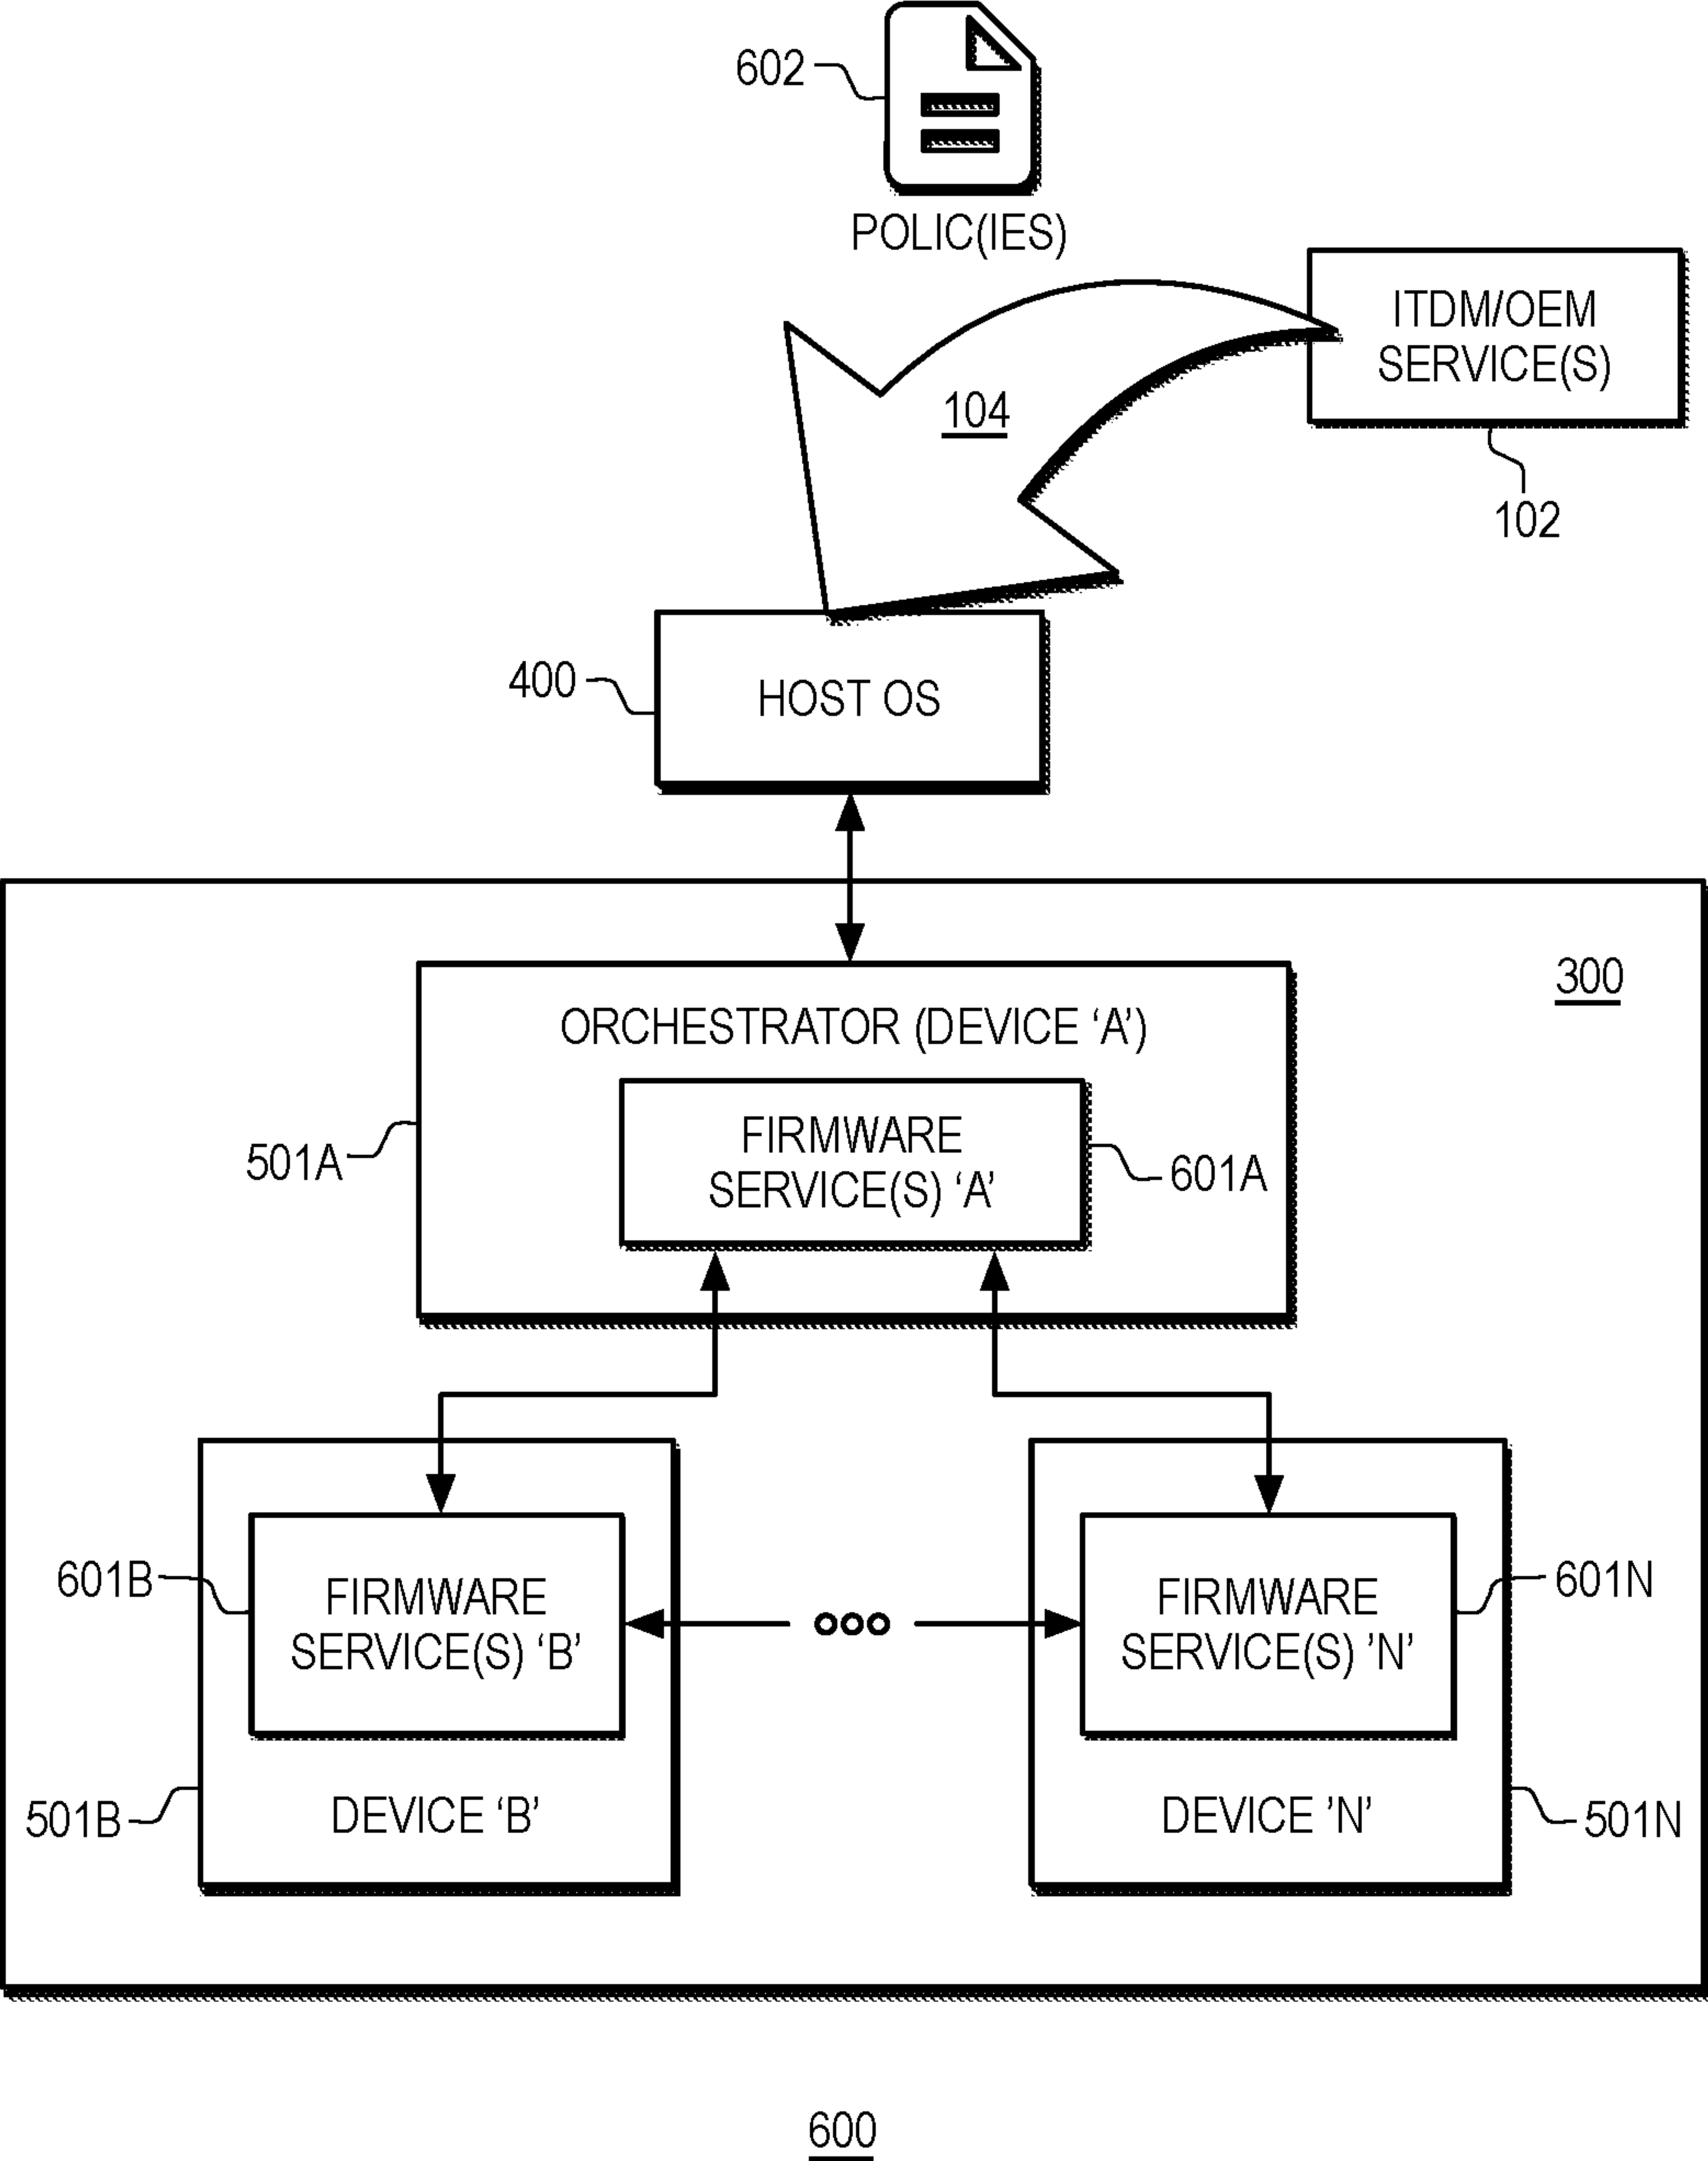 602
POLIC(IES)
ITDM/OEM
SERVICE(S)
104
102
400
HOST OS
300
ORCHESTRATOR (DEVICE ‘A’)
FIRMWARE
SERVICE(S) ‘A’
501A
601A
601B
FIRMWARE
SERVICE(S) ‘B’
FIRMWARE
SERVICE(S) ’N’
601N
501B
DEVICE ‘B’
DEVICE ’N’
501N
600